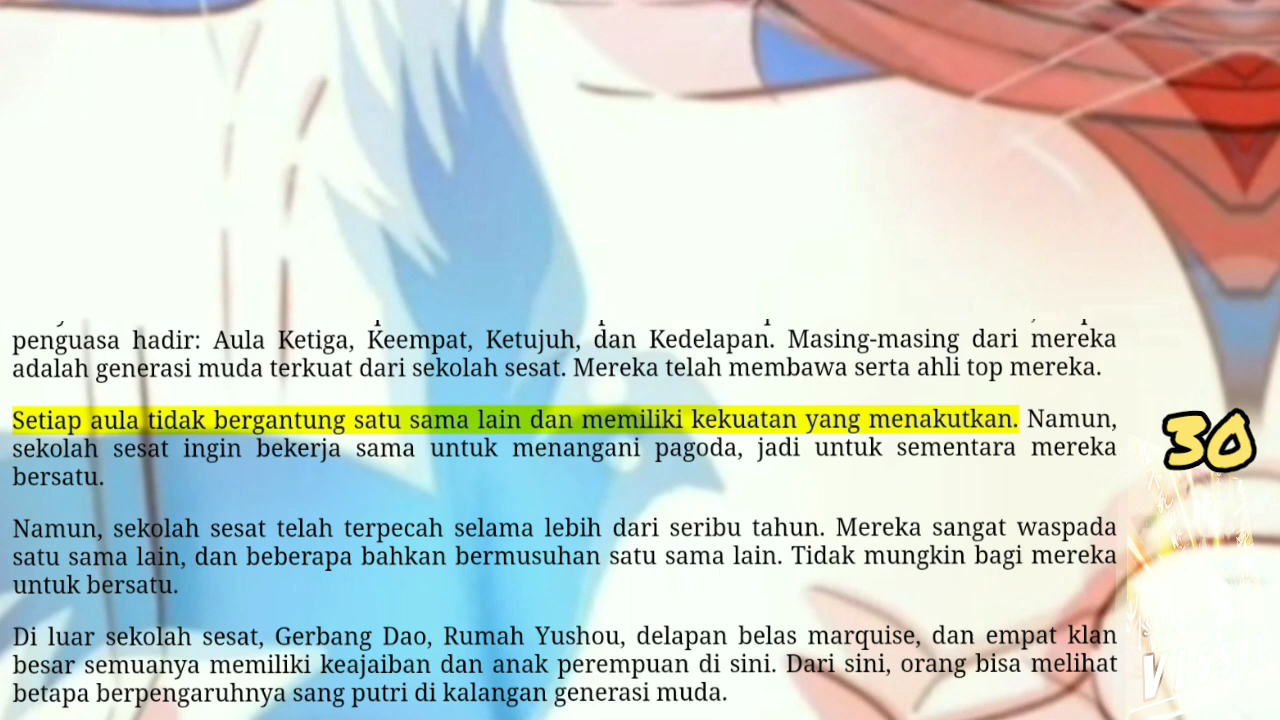 penguasa hadir: Aula Ketiga, Keempat, Ketujuh, dan Kedelapan. Masing-masing dari mereka
adalah generasi muda terkuat dari sekolah sesat. Mereka telah membawa serta ahli top mereka.
Setiap aula tidak bergantung satu sama lain dan memiliki kekuatan yang menakutkan. Namun,
sekolah sesat ingin bekerja sama untuk menangani pagoda, jadi untuk sementara mereka
bersatu.
30
Namun, sekolah sesat telah terpecah selama lebih dari seribu tahun. Mereka sangat waspada
satu sama lain, dan beberapa bahkan bermusuhan satu sama lain. Tidak mungkin bagi mereka
untuk bersatu.
Di luar sekolah sesat, Gerbang Dao, Rumah Yushou, delapan belas marquise, dan empat klan
besar semuanya memiliki keajaiban dan anak perempuan di sini. Dari sini, orang bisa melihat
betapa berpengaruhnya sang putri di kalangan generasi muda.